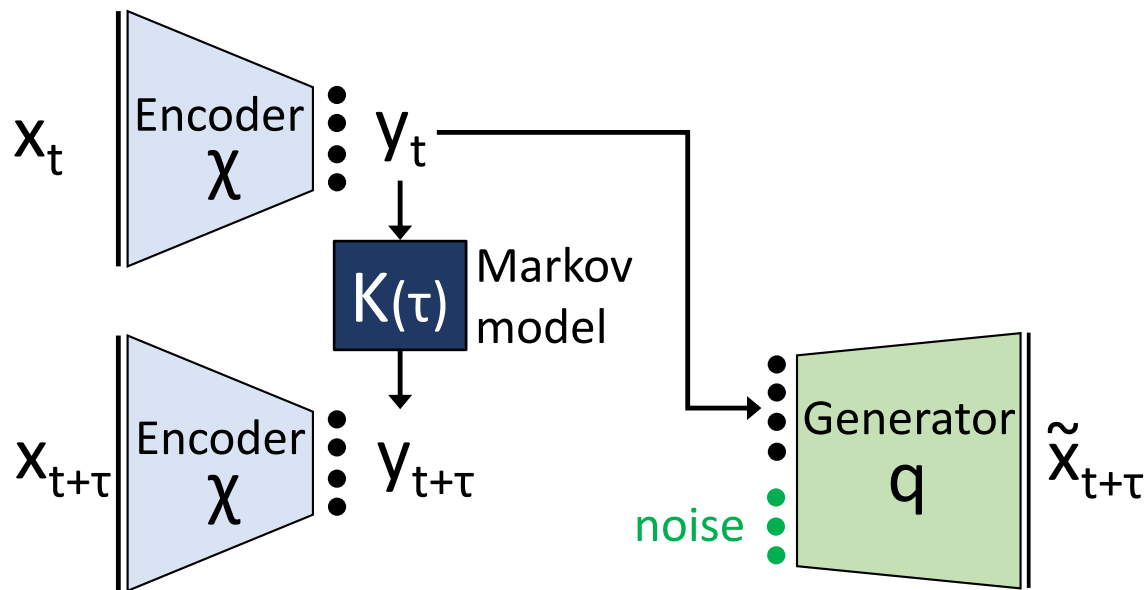 x_t
Encoder
χ
y_t
K(τ)
Markov
model
x_{t+τ}
Encoder
χ
y_{t+τ}
Generator
q
noise
x̃_{t+τ}